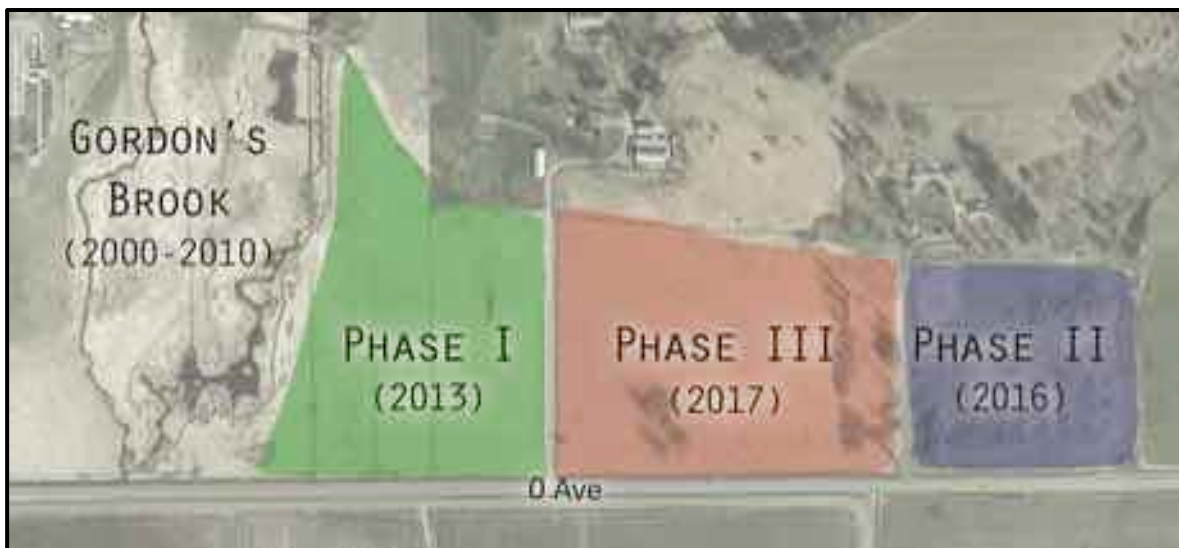 GORDON'S
BROOK
(2000-2010)
PHASE I
(2013)
PHASE III
(2017)
PHASE II
(2016)
O Ave